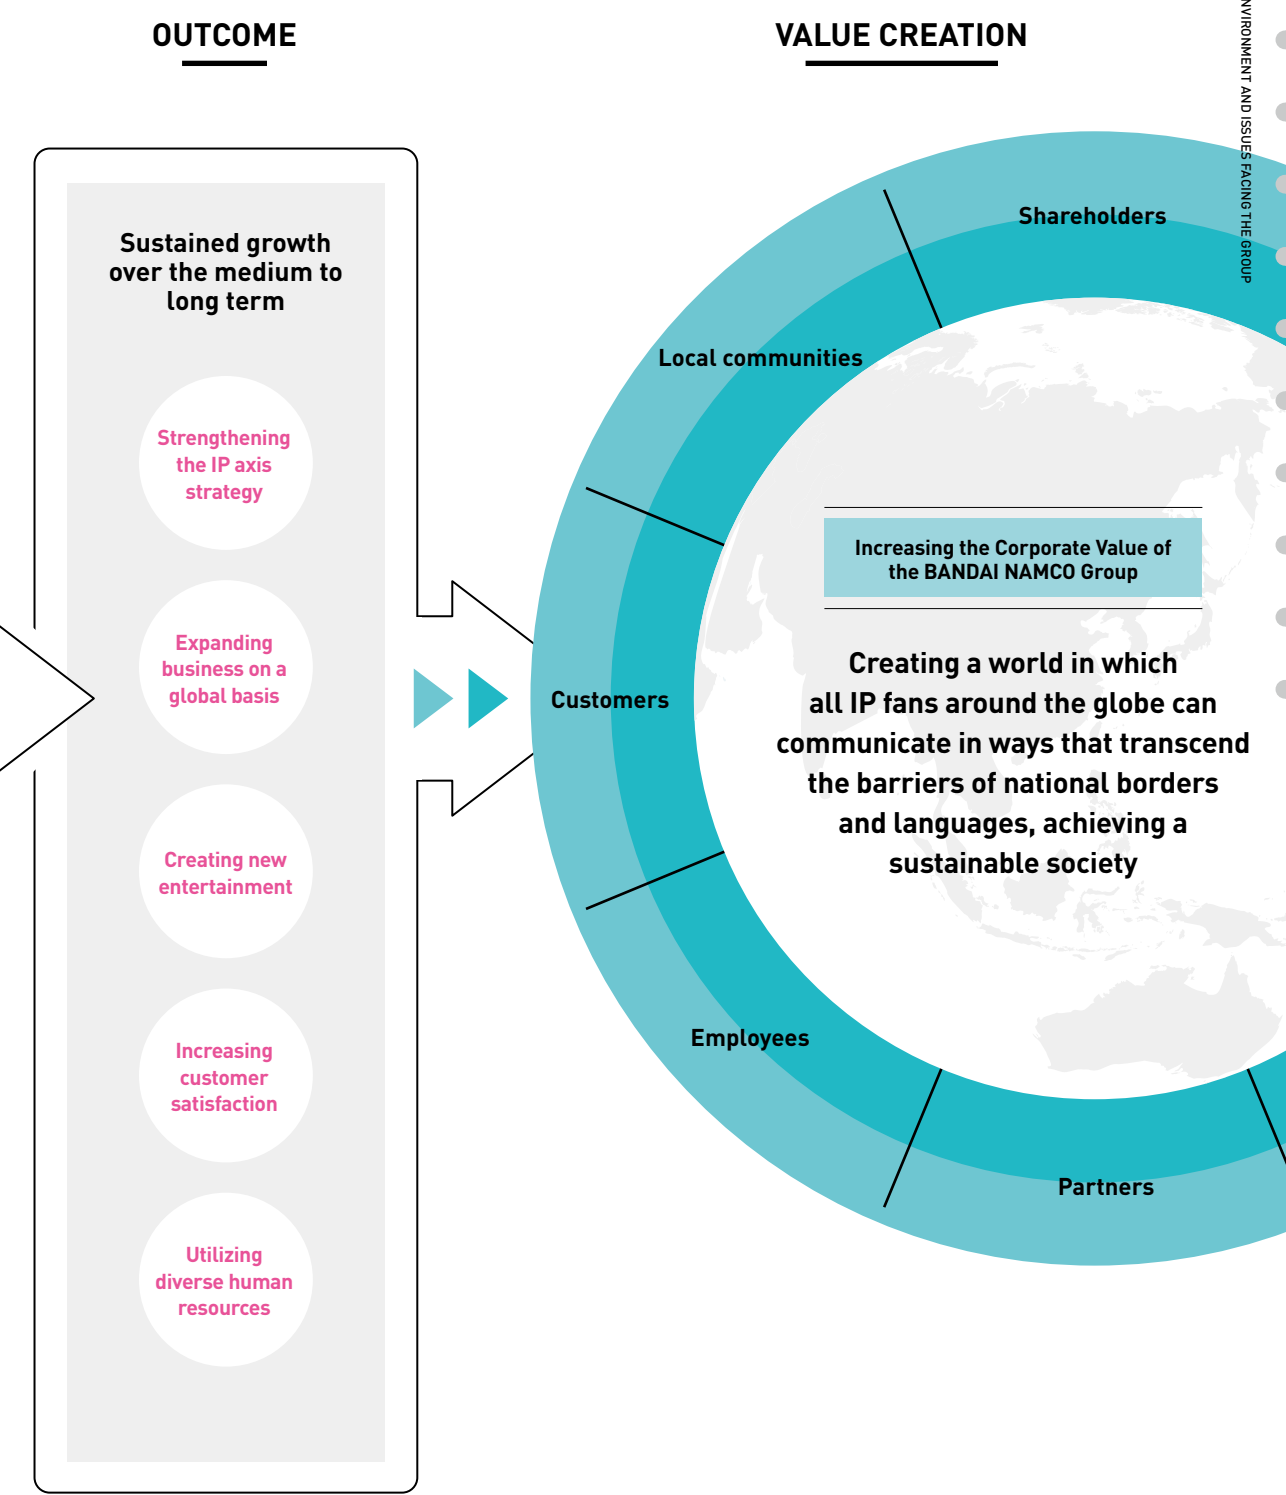 OUTCOME
Sustained growth
over the medium to
long term
Strengthening
the IP axis
strategy
Expanding
business on a
global basis
Creating new
entertainment
Increasing
customer
satisfaction
Utilizing
diverse human
resources
VALUE CREATION
Shareholders
Local communities
Customers
Employees
Partners
Increasing the Corporate Value of
the BANDAI NAMCO Group
Creating a world in which
all IP fans around the globe can
communicate in ways that transcend
the barriers of national borders
and languages, achieving a
sustainable society
NVIRONMENT AND ISSUES FACING THE GROUP